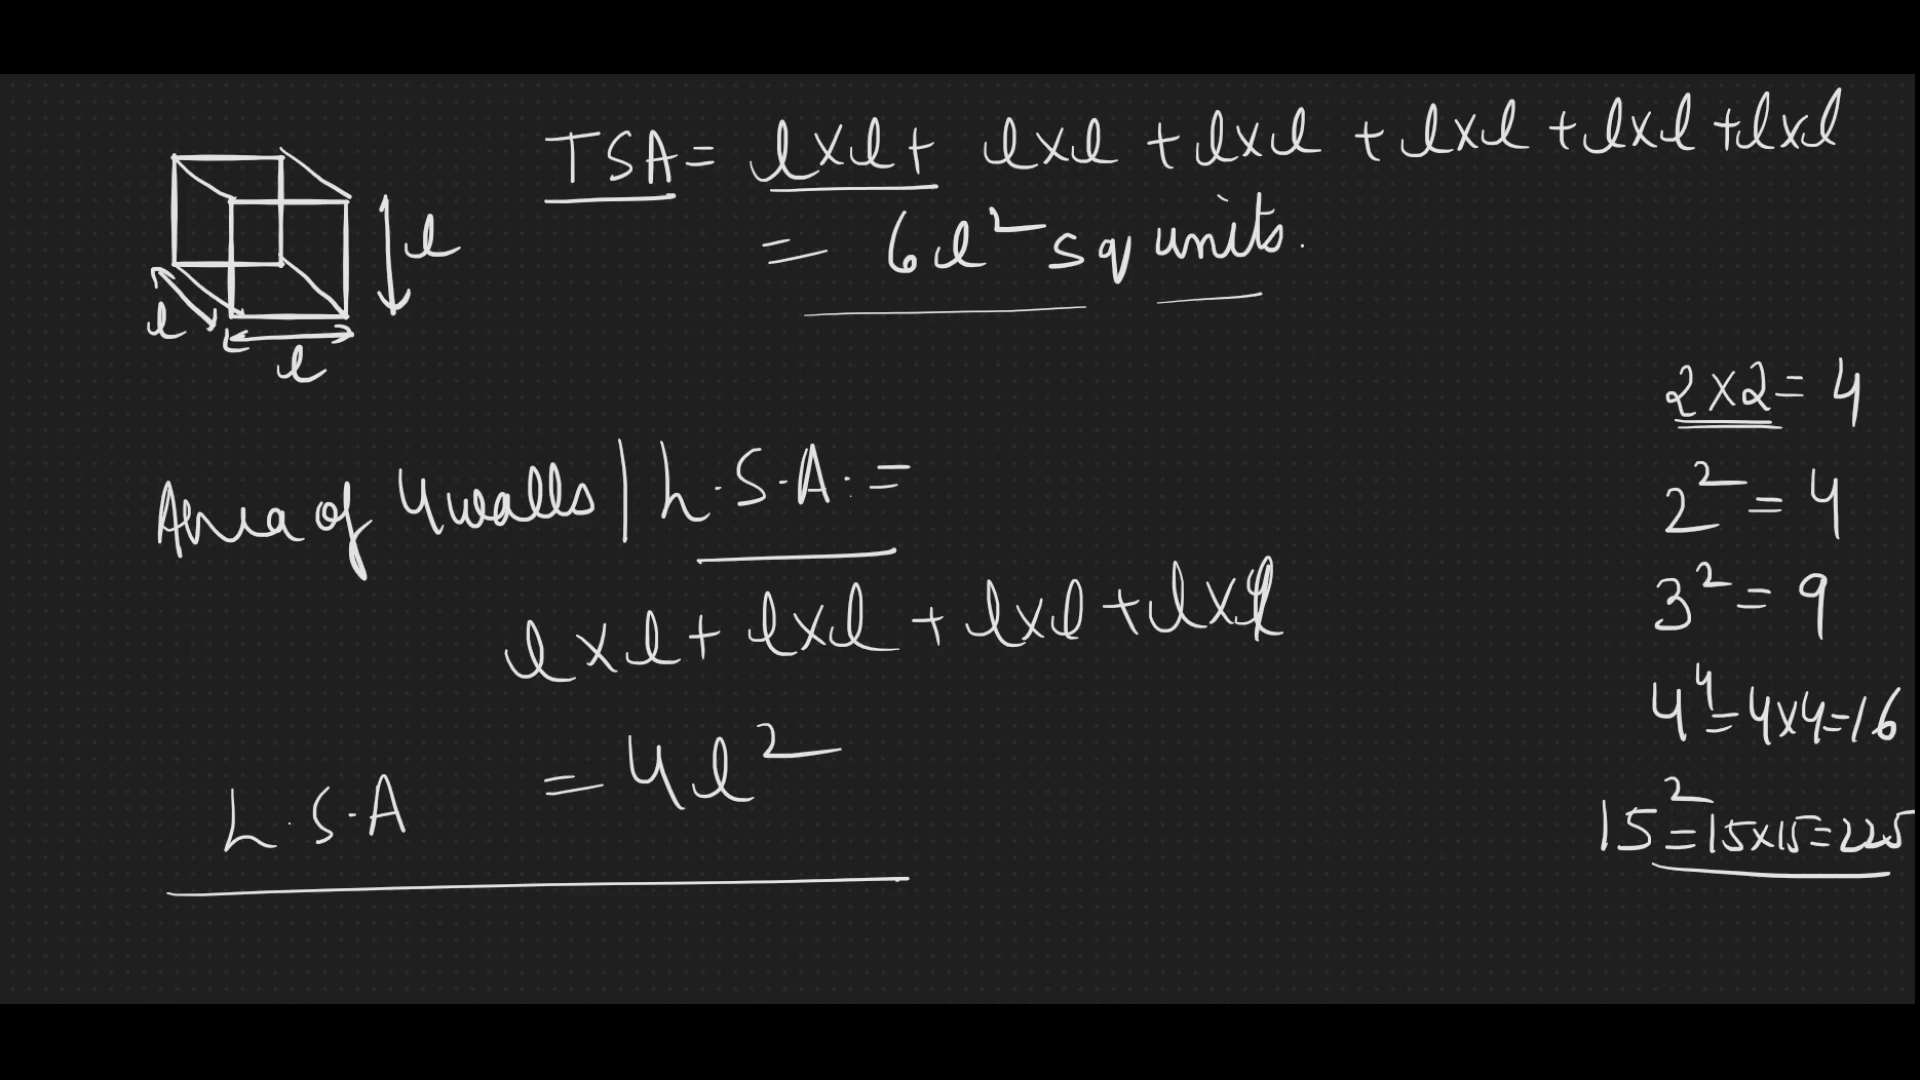 TSA = l×l + l×l + l×l + l×l + l×l + l×l
= 6l² sq units.
l
l
l
Area of 4walls | L.S.A. =
l×l + l×l + l×l + l×l
L.S.A = 4l²
2×2 = 4
2² = 4
3² = 9
4⁴ = 4×4 = 16
15² = 15×15 = 225